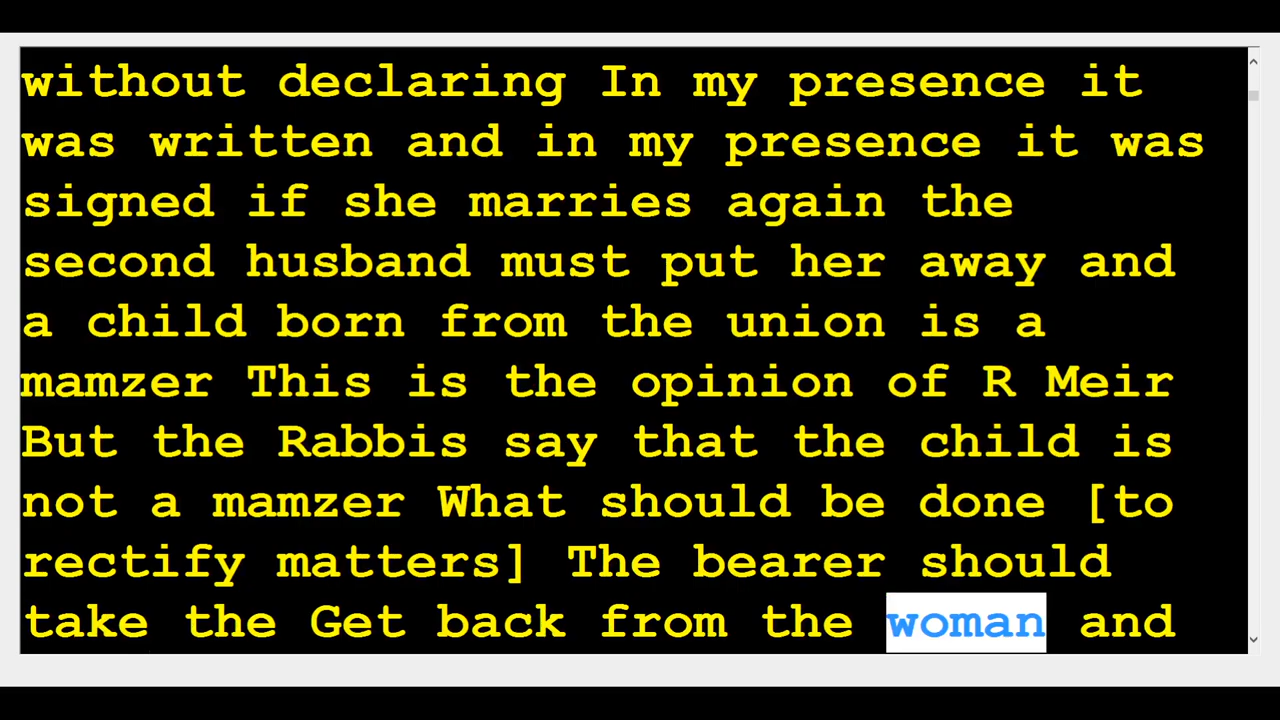 without declaring In my presence it
was written and in my presence it was
signed if she marries again the
second husband must put her away and
a child born from the union is a
mamzer This is the opinion of R Meir
But the Rabbis say that the child is
not a mamzer What should be done [to
rectify matters] The bearer should
take the Get back from the woman and